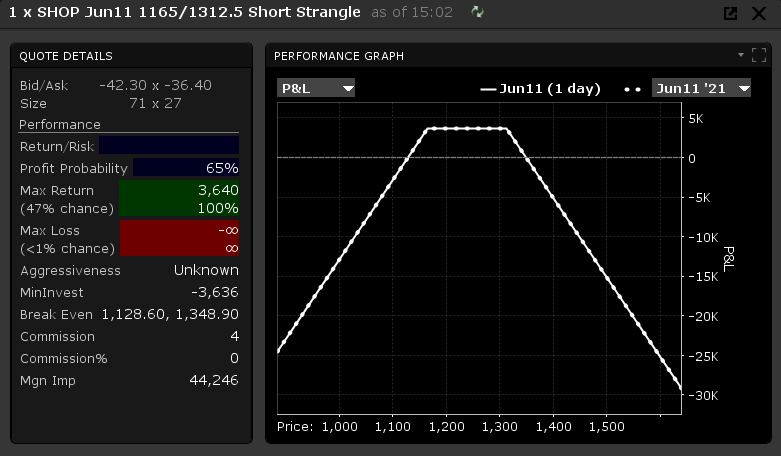 1 x SHOP Jun11 1165/1312.5 Short Strangle as of 15:02
QUOTE DETAILS
Bid/Ask -42.30 x -36.40
Size 71 x 27
Performance
Return/Risk
Profit Probability 65%
Max Return 3,640
(47% chance) 100%
Max Loss -∞
(<1% chance) ∞
Aggressiveness Unknown
MinInvest -3,636
Break Even 1,128.60, 1,348.90
Commission 4
Commission% 0
Mgn Imp 44,246
PERFORMANCE GRAPH
P&L
Jun11 (1 day)
Jun11 '21
5K
0
-5K
-10K
-15K
-20K
-25K
-30K
P&L
Price: 1,000 1,100 1,200 1,300 1,400 1,500